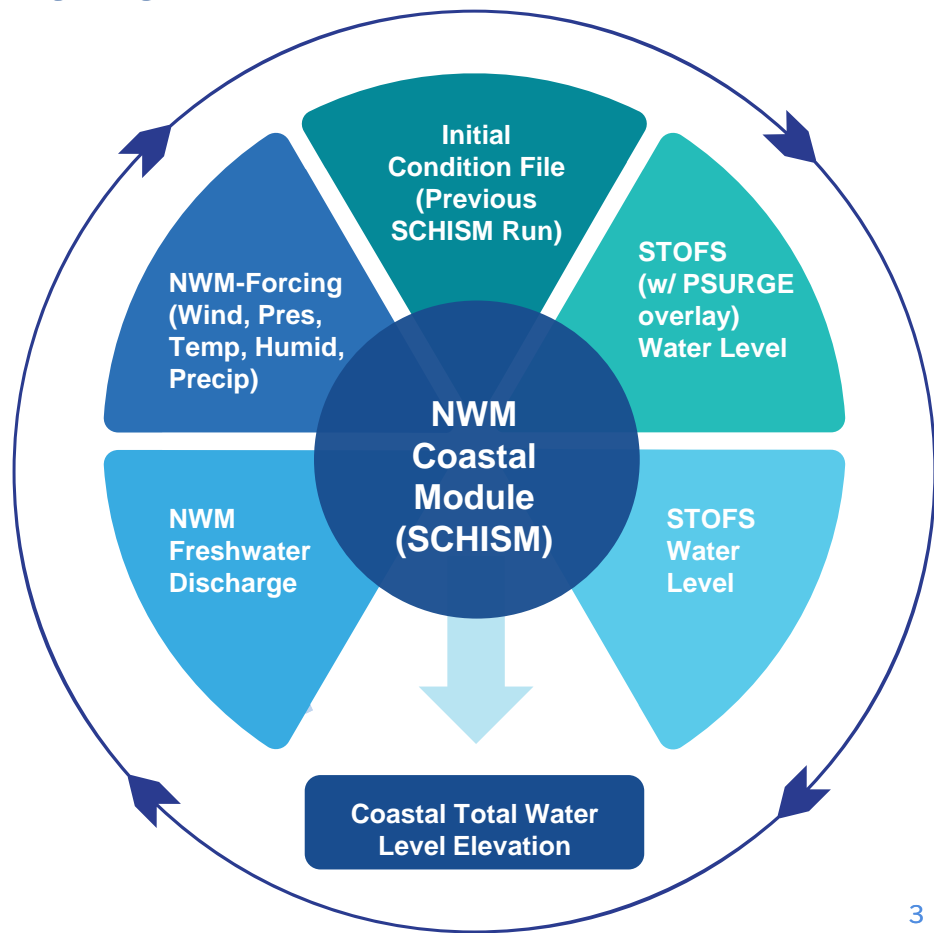 Initial
Condition File
(Previous
SCHISM Run)
NWM-Forcing
(Wind, Pres,
Temp, Humid,
Precip)
STOFS
(w/ PSURGE
overlay)
Water Level
NWM
Coastal
Module
(SCHISM)
NWM
Freshwater
Discharge
STOFS
Water
Level
Coastal Total Water
Level Elevation
3